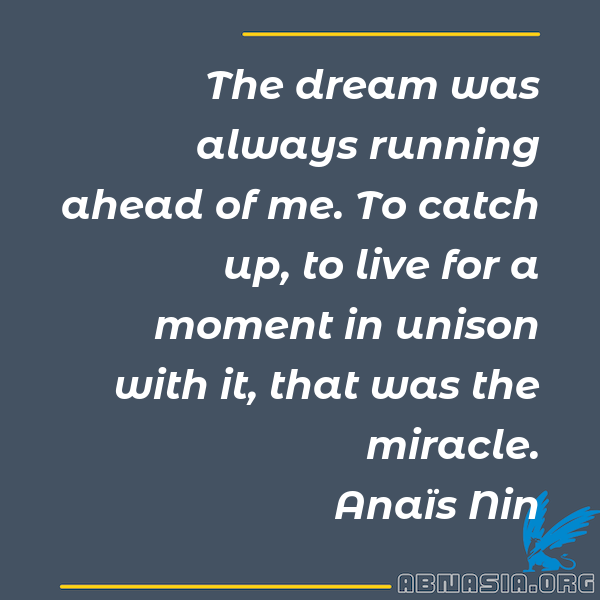 The dream was
always running
ahead of me. To catch
up, to live for a
moment in unison
with it, that was the
miracle.
Anaïs Nin
ABNASIA.ORG